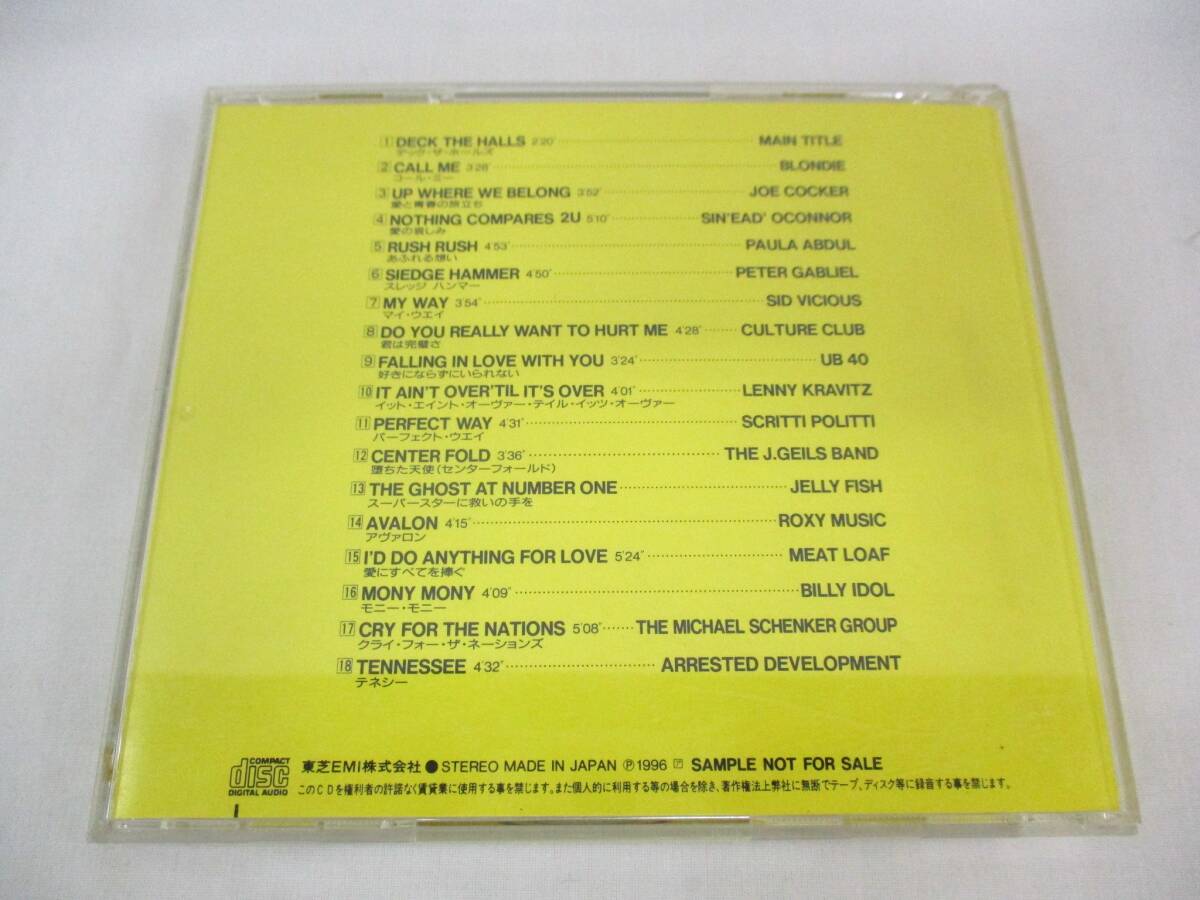 1 DECK THE HALLS 2'20" MAIN TITLE
デック・ザ・ホールズ
2 CALL ME 3'28" BLONDIE
コール・ミー
3 UP WHERE WE BELONG 3'52" JOE COCKER
愛と青春の旅立ち
4 NOTHING COMPARES 2U 5'10" SIN'EAD' OCONNOR
愛の哀しみ
5 RUSH RUSH 4'53" PAULA ABDUL
あふれる想い
6 SIEDGE HAMMER 4'50" PETER GABLIEL
スレッジ ハンマー
7 MY WAY 3'54" SID VICIOUS
マイ・ウエイ
8 DO YOU REALLY WANT TO HURT ME 4'28" CULTURE CLUB
君は完璧さ
9 FALLING IN LOVE WITH YOU 3'24" UB 40
好きにならずにいられない
10 IT AIN'T OVER'TIL IT'S OVER 4'01" LENNY KRAVITZ
イット・エイント・オーヴァー・テイル・イッツ・オーヴァー
11 PERFECT WAY 4'31" SCRITTI POLITTI
パーフェクト・ウエイ
12 CENTER FOLD 3'36" THE J.GEILS BAND
堕ちた天使(センターフォールド)
13 THE GHOST AT NUMBER ONE JELLY FISH
スーパースターに救いの手を
14 AVALON 4'15" ROXY MUSIC
アヴァロン
15 I'D DO ANYTHING FOR LOVE 5'24" MEAT LOAF
愛にすべてを捧ぐ
16 MONY MONY 4'09" BILLY IDOL
モニー・モニー
17 CRY FOR THE NATIONS 5'08" THE MICHAEL SCHENKER GROUP
クライ・フォー・ザ・ネーションズ
18 TENNESSEE 4'32" ARRESTED DEVELOPMENT
テネシー
COMPACT disc DIGITAL AUDIO
東芝EMI株式会社 ● STEREO MADE IN JAPAN Ⓟ1996 SAMPLE NOT FOR SALE
このCDを権利者の許諾なく賃貸業に使用する事を禁じます。また個人的に利用する等の場合を除き、著作権法上弊社に無断でテープ、ディスク等に録音する事を禁じます。